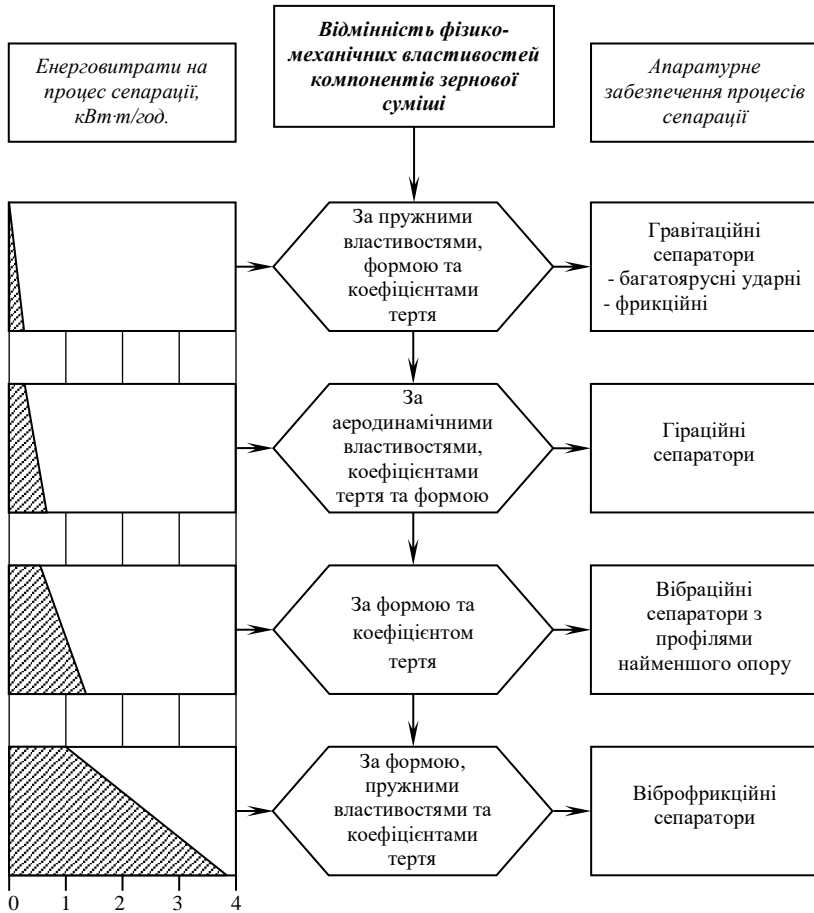 Енерговитрати на
процес сепарації,
кВт·т/год.
Відмінність фізико-
механічних властивостей
компонентів зернової
суміші
Апаратурне
забезпечення процесів
сепарації
За пружними
властивостями,
формою та
коефіцієнтами
тертя
Гравітаційні
сепаратори
- багатоярусні ударні
- фрикційні
За
аеродинамічними
властивостями,
коефіцієнтами
тертя та формою
Гіраційні
сепаратори
За формою та
коефіцієнтом
тертя
Вібраційні
сепаратори з
профілями
найменшого опору
За формою,
пружними
властивостями та
коефіцієнтами
тертя
Віброфрикційні
сепаратори
0 1 2 3 4